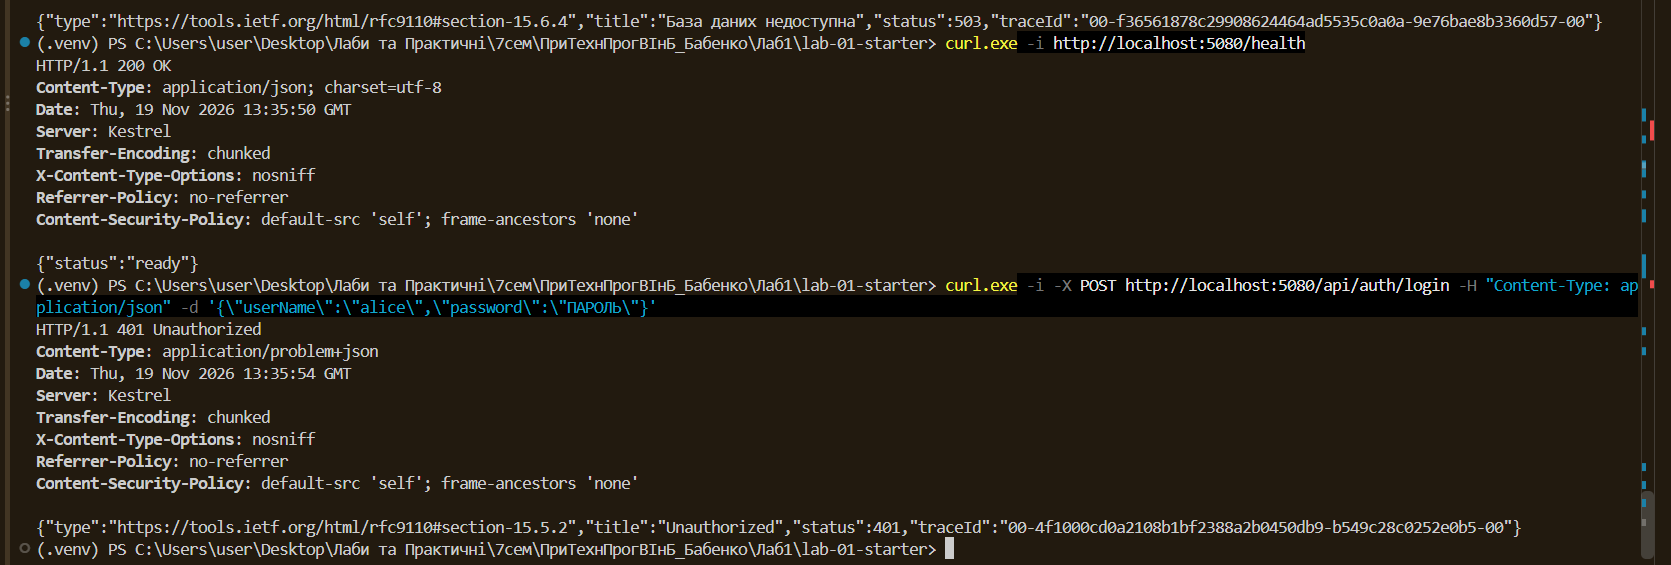 {"type":"https://tools.ietf.org/html/rfc9110#section-15.6.4","title":"База даних недоступна","status":503,"traceId":"00-f36561878c29908624464ad5535c0a0a-9e76bae8b3360d57-00"}
(.venv) PS C:\Users\user\Desktop\Лаби та Практичні\7сем\ПриТехнПрогВІнБ_Бабенко\Лаб1\lab-01-starter> curl.exe -i http://localhost:5080/health
HTTP/1.1 200 OK
Content-Type: application/json; charset=utf-8
Date: Thu, 19 Nov 2026 13:35:50 GMT
Server: Kestrel
Transfer-Encoding: chunked
X-Content-Type-Options: nosniff
Referrer-Policy: no-referrer
Content-Security-Policy: default-src 'self'; frame-ancestors 'none'
{"status":"ready"}
(.venv) PS C:\Users\user\Desktop\Лаби та Практичні\7сем\ПриТехнПрогВІнБ_Бабенко\Лаб1\lab-01-starter> curl.exe -i -X POST http://localhost:5080/api/auth/login -H "Content-Type: ap
plication/json" -d '{\"userName\":\"alice\",\"password\":\"ПАРОЛЬ\"}'
HTTP/1.1 401 Unauthorized
Content-Type: application/problem+json
Date: Thu, 19 Nov 2026 13:35:54 GMT
Server: Kestrel
Transfer-Encoding: chunked
X-Content-Type-Options: nosniff
Referrer-Policy: no-referrer
Content-Security-Policy: default-src 'self'; frame-ancestors 'none'
{"type":"https://tools.ietf.org/html/rfc9110#section-15.5.2","title":"Unauthorized","status":401,"traceId":"00-4f1000cd0a2108b1bf2388a2b0450db9-b549c28c0252e0b5-00"}
(.venv) PS C:\Users\user\Desktop\Лаби та Практичні\7сем\ПриТехнПрогВІнБ_Бабенко\Лаб1\lab-01-starter>